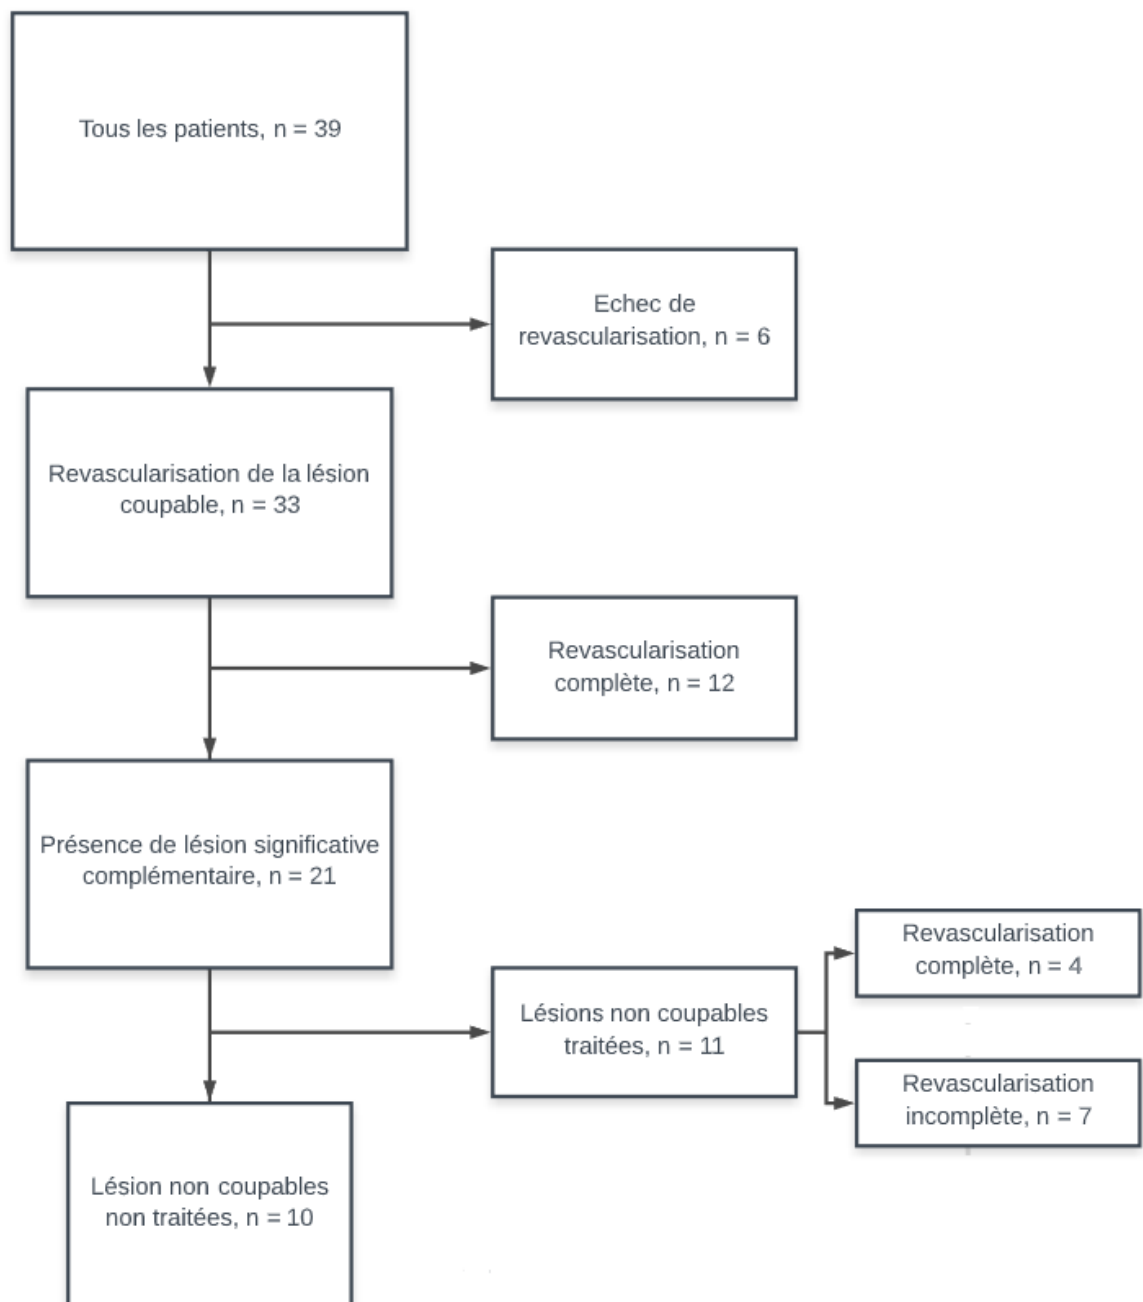 Tous les patients, n = 39
Echec de
revascularisation, n = 6
Revascularisation de la lésion
coupable, n = 33
Revascularisation
complète, n = 12
Présence de lésion significative
complémentaire, n = 21
Revascularisation
complète, n = 4
Lésions non coupables
traitées, n = 11
Revascularisation
incomplète, n = 7
Lésion non coupables
non traitées, n = 10